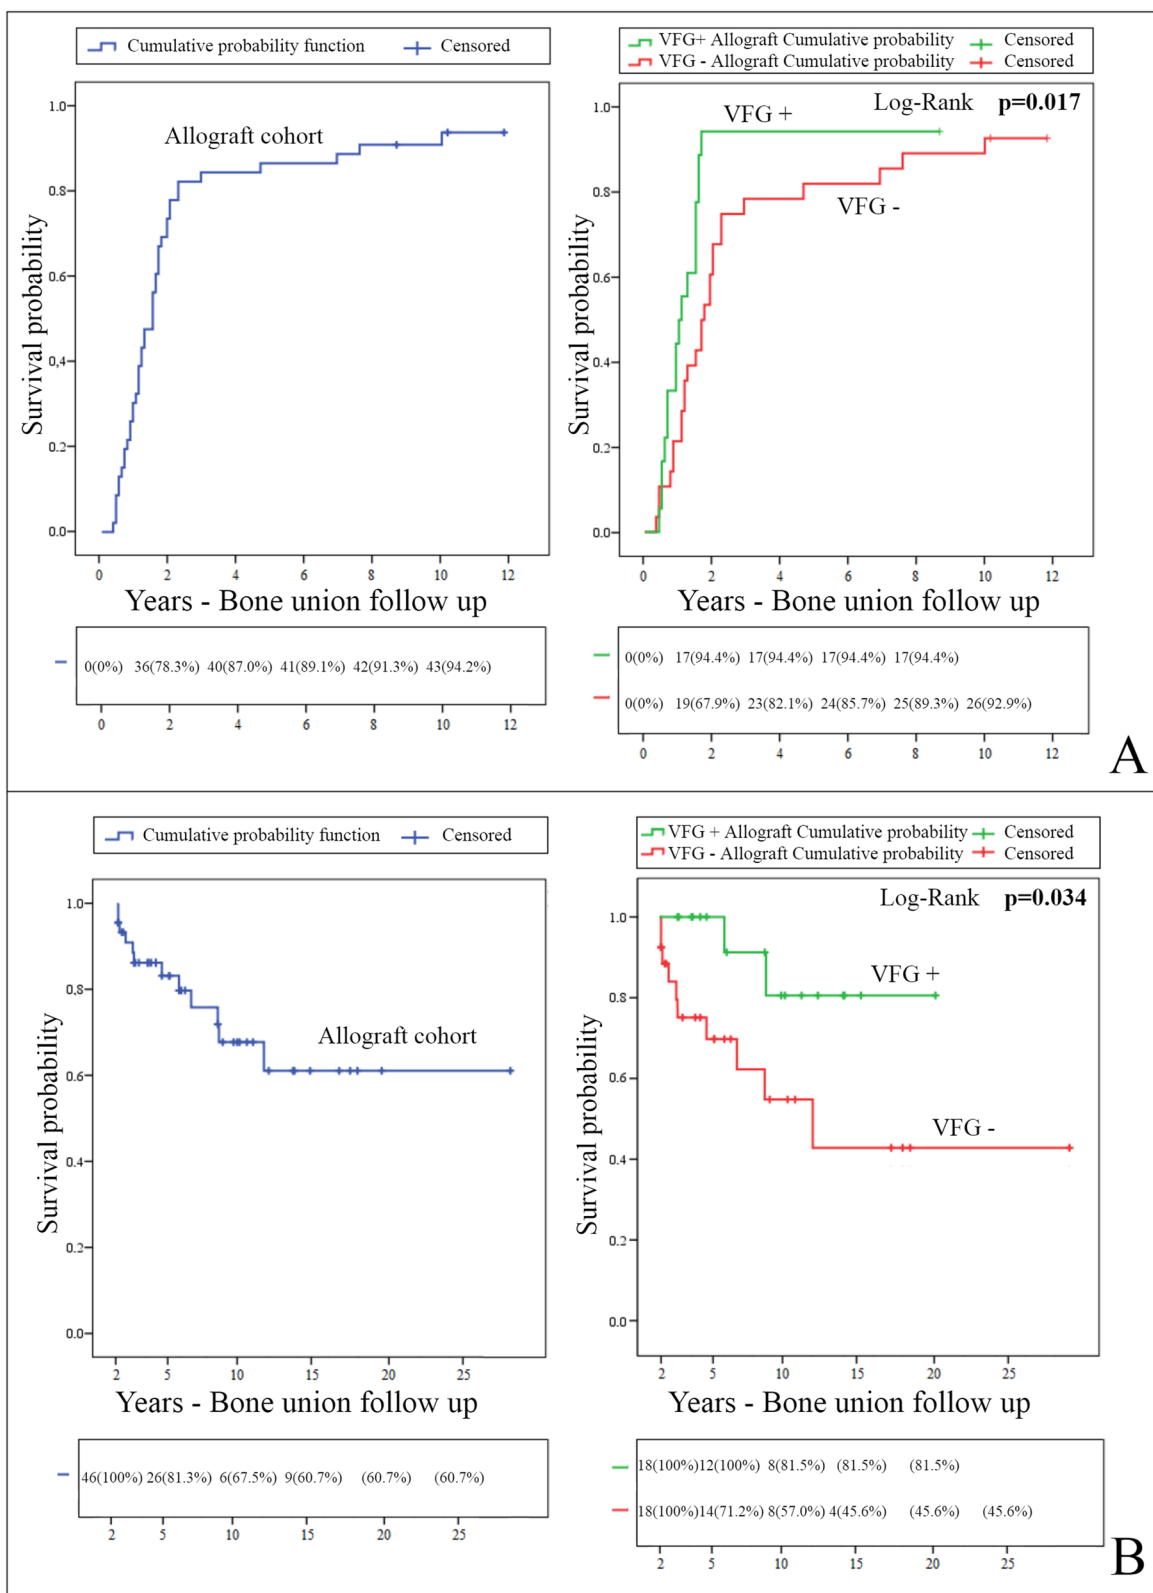 Cumulative probability function Censored
VFG+ Allograft Cumulative probability Censored
VFG - Allograft Cumulative probability Censored
Log-Rank p=0.017
1.0
0.8
0.6
0,4
0.2
0.0
Survival probability
Allograft cohort
0 2 4 6 8 10 12
Years - Bone union follow up
1.0
0.8
0.6
0.4
0.2
0.0
Survival probability
VFG +
VFG -
0 2 4 6 8 10 12
Years - Bone union follow up
0(0%) 36(78.3%) 40(87.0%) 41(89.1%) 42(91.3%) 43(94.2%)
0 2 4 6 8 10 12
0(0%) 17(94.4%) 17(94.4%) 17(94.4%) 17(94.4%)
0(0%) 19(67.9%) 23(82.1%) 24(85.7%) 25(89.3%) 26(92.9%)
0 2 4 6 8 10 12
A
Cumulative probability function Censored
VFG + Allograft Cumulative probability Censored
VFG - Allograft Cumulative probability Censored
Log-Rank p=0.034
1.0
0.8
0.6
0.4
0.2
0.0
Survival probability
Allograft cohort
2 5 10 15 20 25
Years - Bone union follow up
1.0
0.8
0.6
0.4
0.2
0.0
Survival probability
VFG +
VFG -
2 5 10 15 20 25
Years - Bone union follow up
46(100%) 26(81.3%) 6(67.5%) 9(60.7%) (60.7%) (60.7%)
2 5 10 15 20 25
18(100%) 12(100%) 8(81.5%) (81.5%) (81.5%)
18(100%) 14(71.2%) 8(57.0%) 4(45.6%) (45.6%) (45.6%)
2 5 10 15 20 25
B